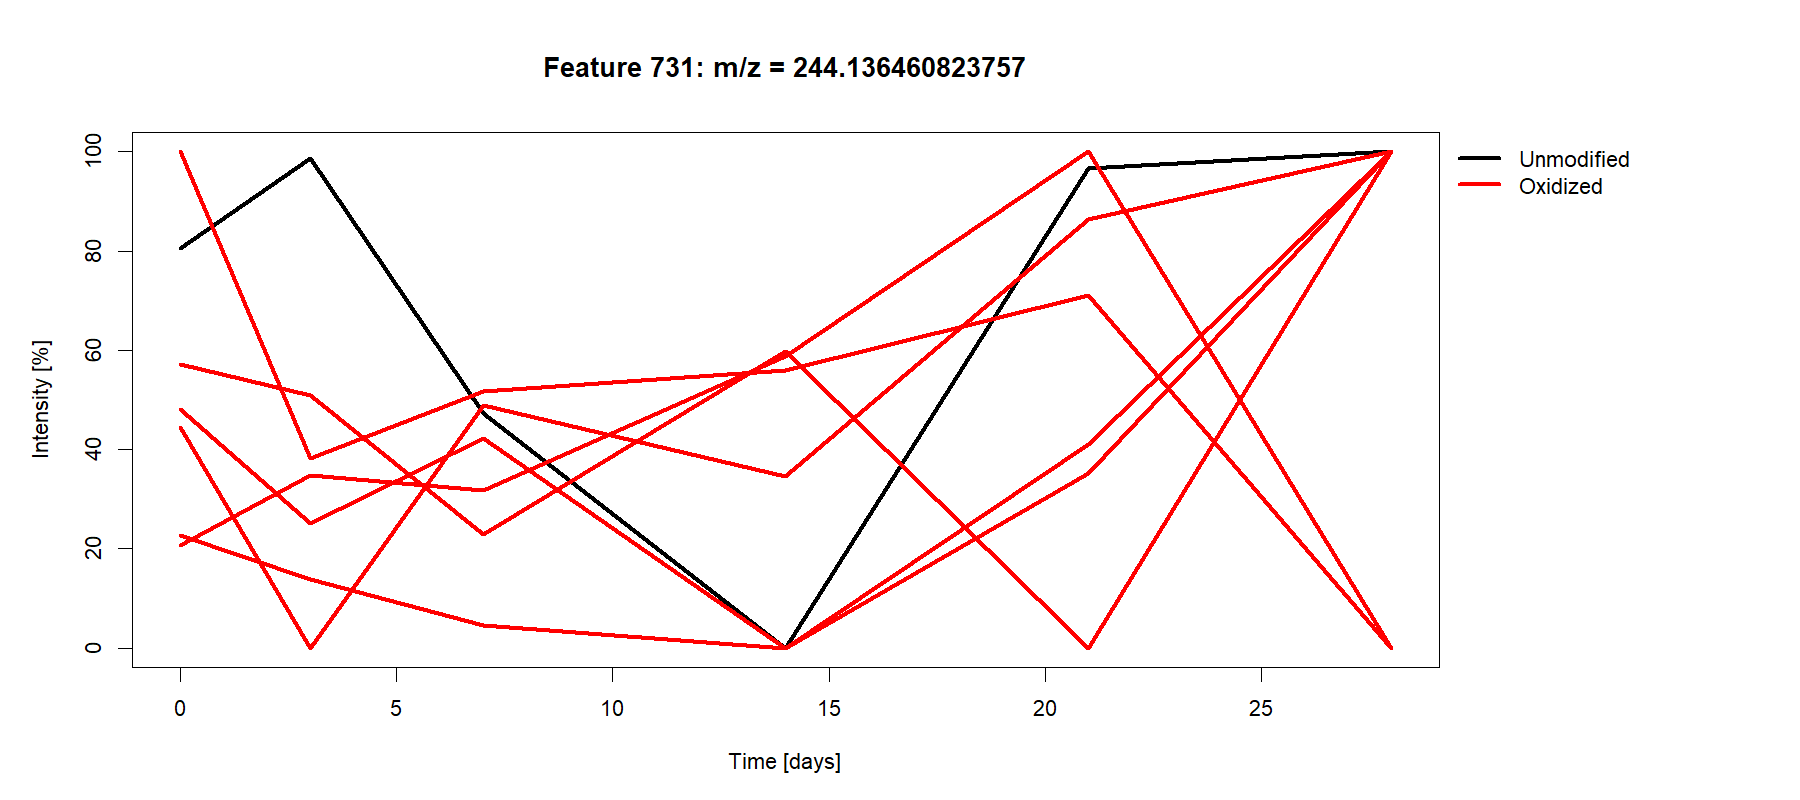 Feature 731: m/z = 244.136460823757
Unmodified
Oxidized
Intensity [%]
100
80
60
40
20
0
0 5 10 15 20 25
Time [days]